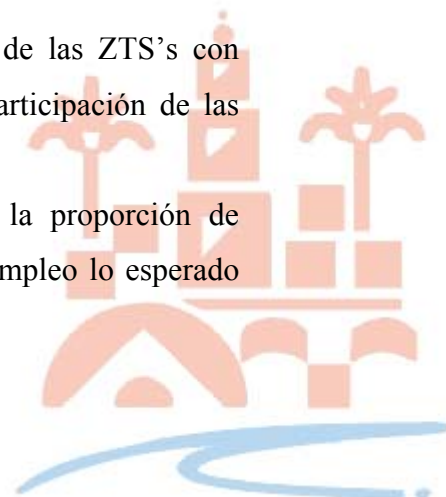 de las ZTS’s con
articipación de las
la proporción de
mpleo lo esperado